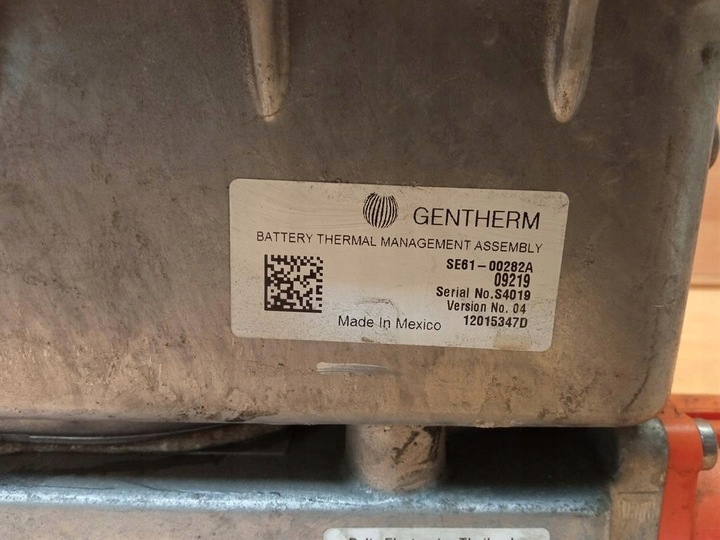 GENTHERM
BATTERY THERMAL MANAGEMENT ASSEMBLY
SE61-00282A
09219
Serial No.S4019
Version No. 04
Made In Mexico 12015347D